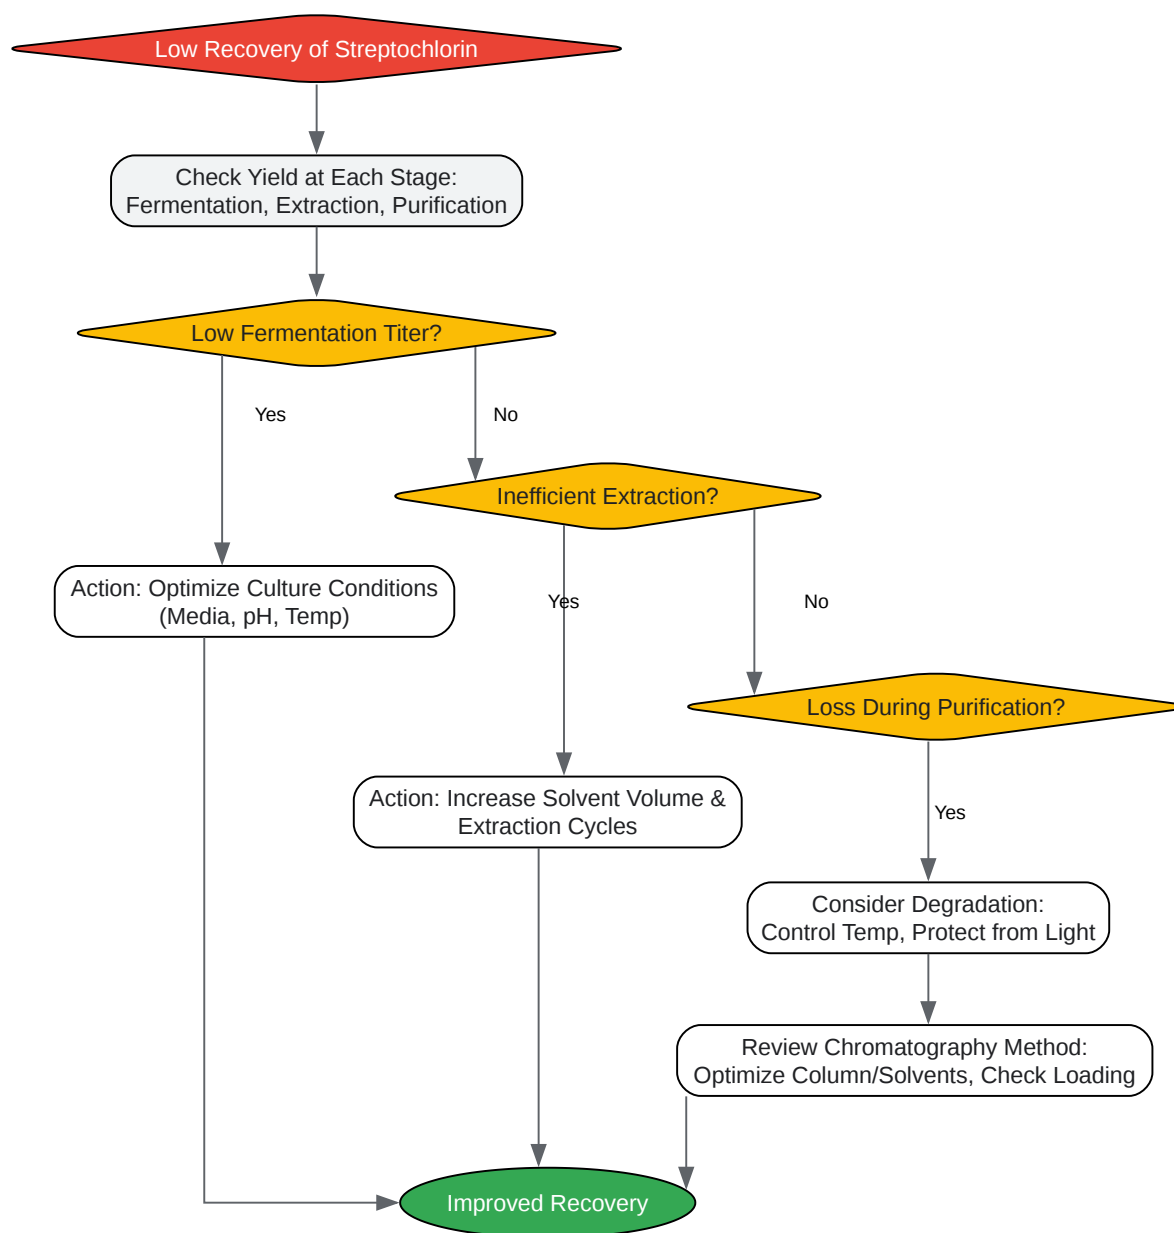 Low Recovery of Streptochlorin
Check Yield at Each Stage:
Fermentation, Extraction, Purification
Low Fermentation Titer?
Yes
No
Inefficient Extraction?
Action: Optimize Culture Conditions
(Media, pH, Temp)
Yes
No
Loss During Purification?
Action: Increase Solvent Volume &
Extraction Cycles
Yes
Consider Degradation:
Control Temp, Protect from Light
Review Chromatography Method:
Optimize Column/Solvents, Check Loading
Improved Recovery